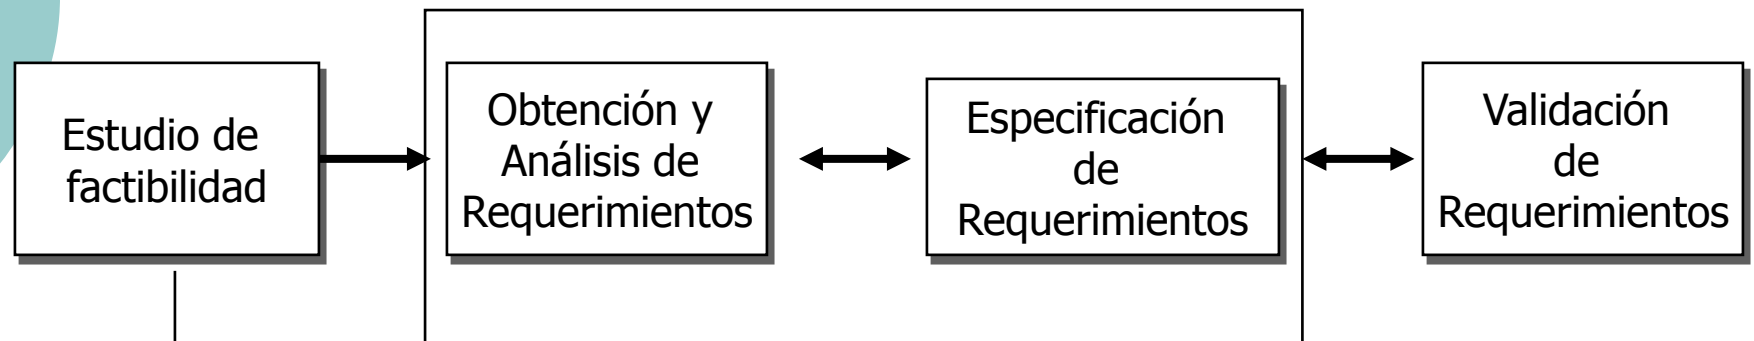 Estudio de
factibilidad
Obtención y
Análisis de
Requerimientos
Especificación
de
Requerimientos
Validación
de
Requerimientos